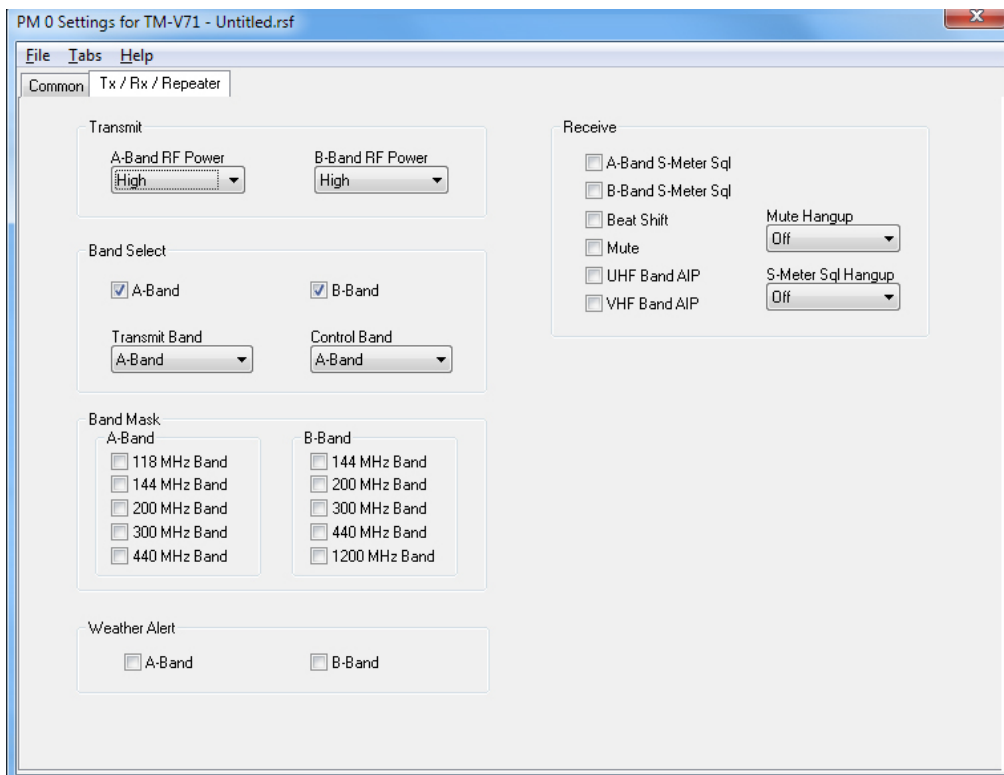 PM 0 Settings for TM-V71 - Untitled.rsf
File Tabs Help
Common Tx / Rx / Repeater
Transmit
A-Band RF Power B-Band RF Power
High High
Band Select
A-Band B-Band
Transmit Band Control Band
A-Band A-Band
Band Mask
A-Band B-Band
118 MHz Band 144 MHz Band
144 MHz Band 200 MHz Band
200 MHz Band 300 MHz Band
300 MHz Band 440 MHz Band
440 MHz Band 1200 MHz Band
Weather Alert
A-Band B-Band
Receive
A-Band S-Meter Sql
B-Band S-Meter Sql
Beat Shift Mute Hangup
Mute Off
UHF Band AIP S-Meter Sql Hangup
VHF Band AIP Off